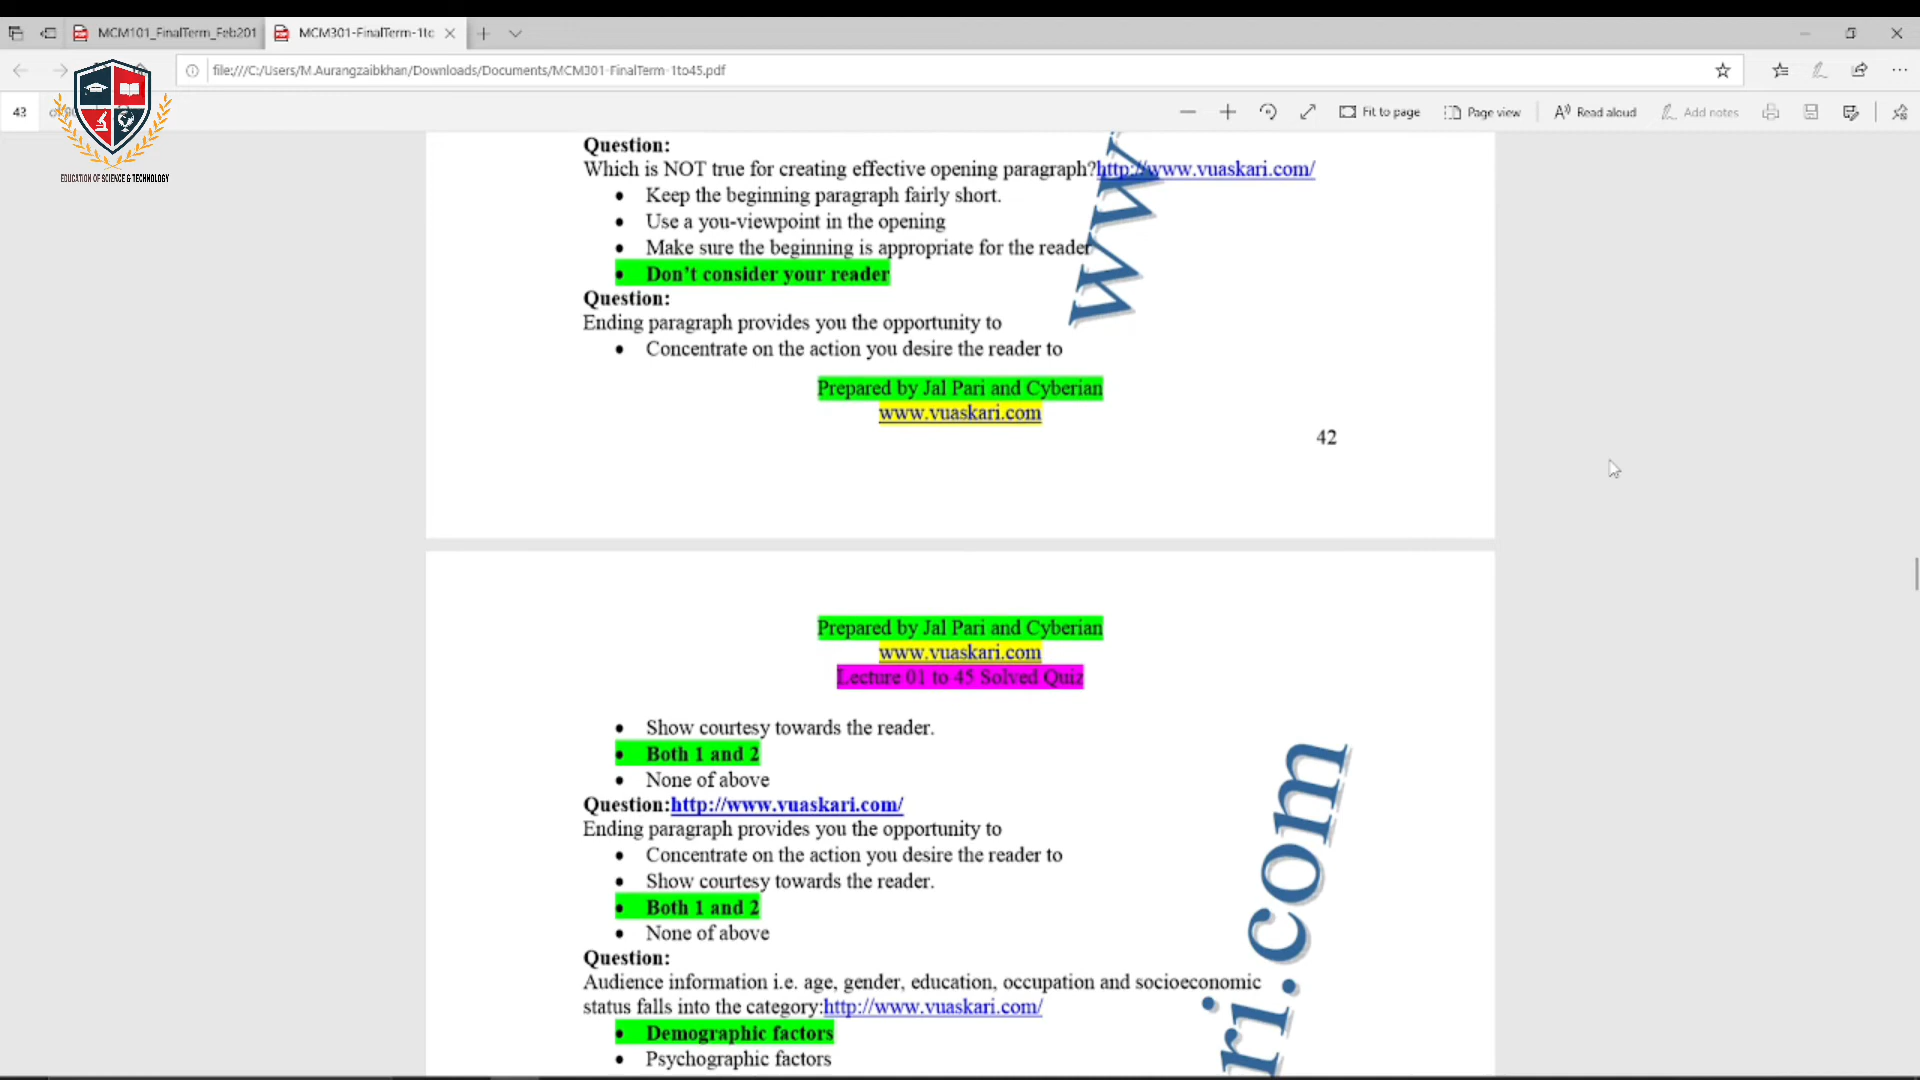 MCM101_FinalTerm_Feb201
MCM301-FinalTerm-1tc
file:///C:/Users/M.Aurangzaibkhan/Downloads/Documents/MCM301-FinalTerm-1to45.pdf
43
Fit to page
Page view
Read aloud
Add notes
EDUCATION OF SCIENCE & TECHNOLOGY
Question:
Which is NOT true for creating effective opening paragraph?http://www.vuaskari.com/
• Keep the beginning paragraph fairly short.
• Use a you-viewpoint in the opening
• Make sure the beginning is appropriate for the reader
• Don’t consider your reader
Question:
Ending paragraph provides you the opportunity to
• Concentrate on the action you desire the reader to
www
Prepared by Jal Pari and Cyberian
www.vuaskari.com
42
Prepared by Jal Pari and Cyberian
www.vuaskari.com
Lecture 01 to 45 Solved Quiz
• Show courtesy towards the reader.
• Both 1 and 2
• None of above
Question:http://www.vuaskari.com/
Ending paragraph provides you the opportunity to
• Concentrate on the action you desire the reader to
• Show courtesy towards the reader.
• Both 1 and 2
• None of above
Question:
Audience information i.e. age, gender, education, occupation and socioeconomic
status falls into the category:http://www.vuaskari.com/
• Demographic factors
• Psychographic factors
ri.com